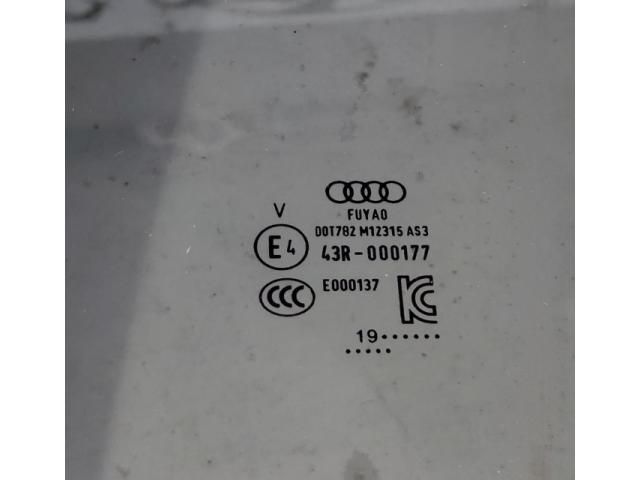 FUYAO
V
DOT782 M12315 AS3
E4 43R-000177
CCC E000137 KC
19......
.....